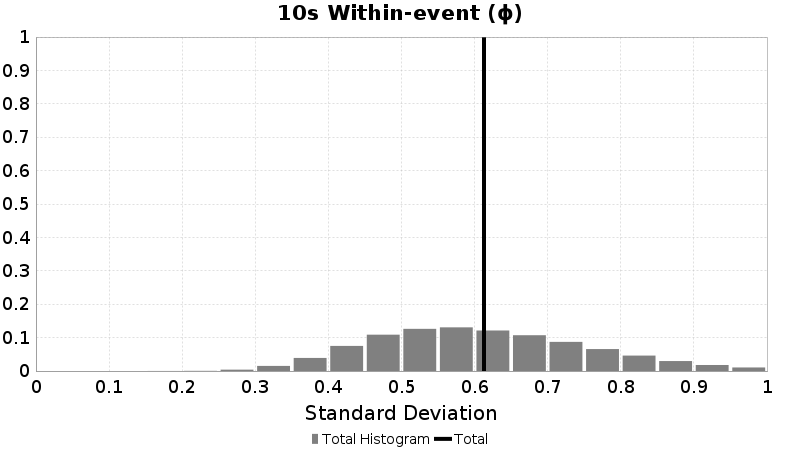 10s Within-event (ϕ)
1
0.9
0.8
0.7
0.6
0.5
0.4
0.3
0.2
0.1
0
0 0.1 0.2 0.3 0.4 0.5 0.6 0.7 0.8 0.9 1
Standard Deviation
Total Histogram Total